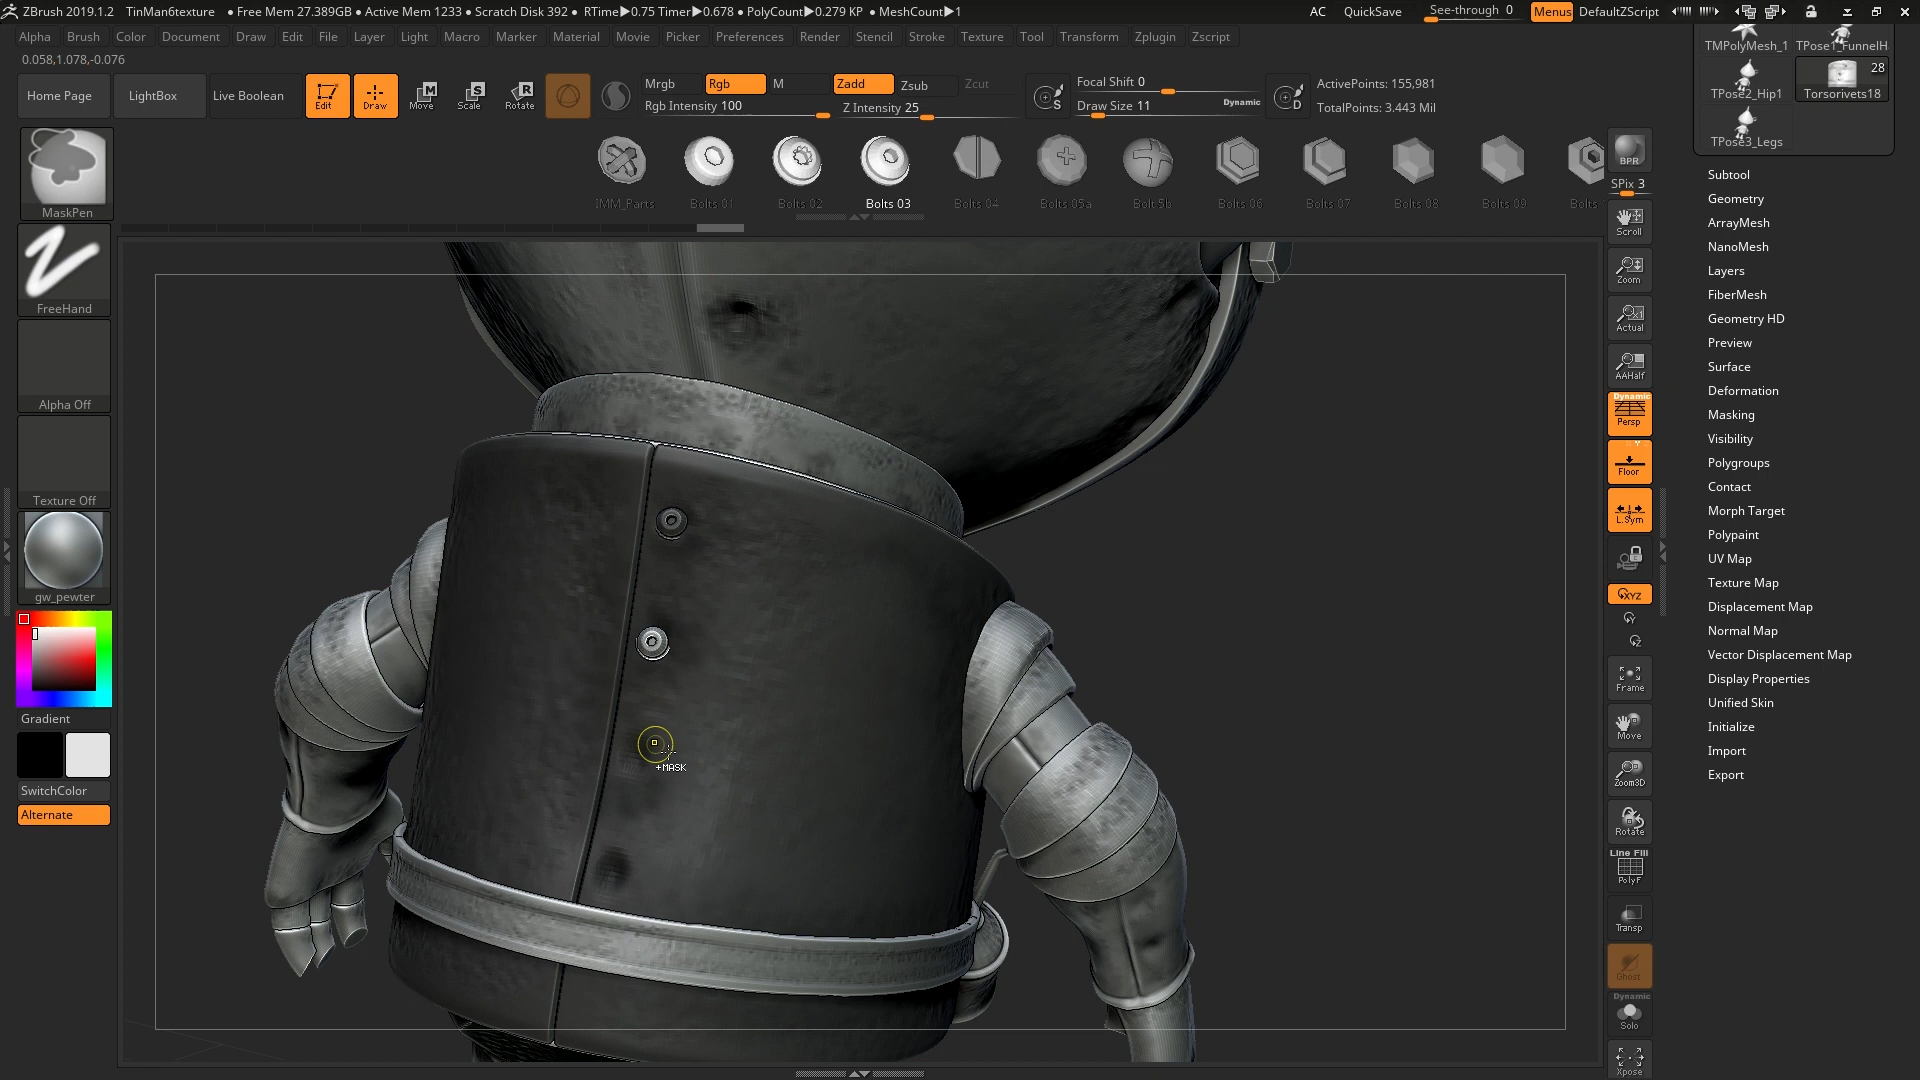 ZBrush 2019.1.2 TinMan6texture ● Free Mem 27.389GB ● Active Mem 1233 ● Scratch Disk 392 ● RTime▶0.75 Timer▶0.678 ● PolyCount▶0.279 KP ● MeshCount▶1 AC QuickSave See-through 0 Menus DefaultZScript
Alpha Brush Color Document Draw Edit File Layer Light Macro Marker Material Movie Picker Preferences Render Stencil Stroke Texture Tool Transform Zplugin Zscript
0.058,1.078,-0.076
Home Page LightBox Live Boolean Edit Draw Move Scale Rotate
Mrgb Rgb M Zadd Zsub Zcut
Rgb Intensity 100 Z Intensity 25
S
Focal Shift 0
Draw Size 11 Dynamic
D
ActivePoints: 155,981
TotalPoints: 3.443 Mil
IMM_Parts Bolts 01 Bolts 02 Bolts 03 Bolts 04 Bolts 05a Bolt 5b Bolts 06 Bolts 07 Bolts 08 Bolts 09 Bolts
MaskPen
FreeHand
Alpha Off
Texture Off
gw_pewter
Gradient
SwitchColor
Alternate
+MASK
BPR
SPix 3
Scroll
Zoom
Actual
AAHalf
Dynamic
Persp
Floor
L.Sym
XYZ
Y
Z
Frame
Move
Zoom3D
Rotate
Line Fill
PolyF
Transp
Ghost
Dynamic
Solo
Xpose
TMPolyMesh_1 TPose1_FunnelH
TPose2_Hip1 28
Torsorivets18
TPose3_Legs
Subtool
Geometry
ArrayMesh
NanoMesh
Layers
FiberMesh
Geometry HD
Preview
Surface
Deformation
Masking
Visibility
Polygroups
Contact
Morph Target
Polypaint
UV Map
Texture Map
Displacement Map
Normal Map
Vector Displacement Map
Display Properties
Unified Skin
Initialize
Import
Export